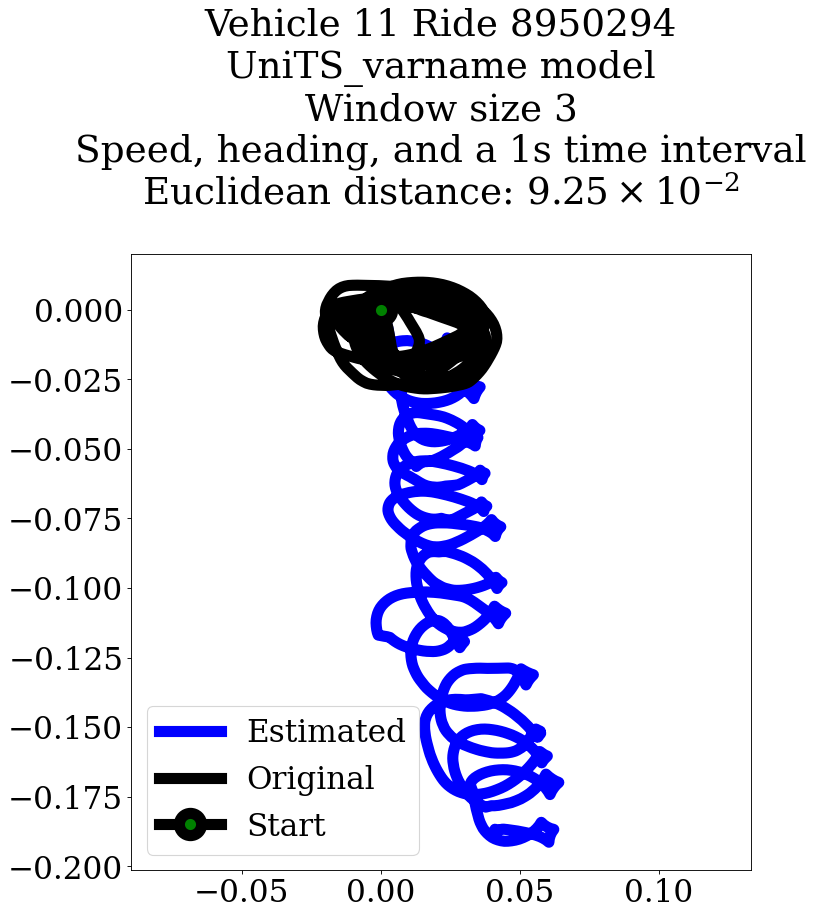 Vehicle 11 Ride 8950294
UniTS_varname model
Window size 3
Speed, heading, and a 1s time interval
Euclidean distance: 9.25 × 10⁻²
0.000
−0.025
−0.050
−0.075
−0.100
−0.125
−0.150
−0.175
−0.200
Estimated
Original
Start
−0.05 0.00 0.05 0.10